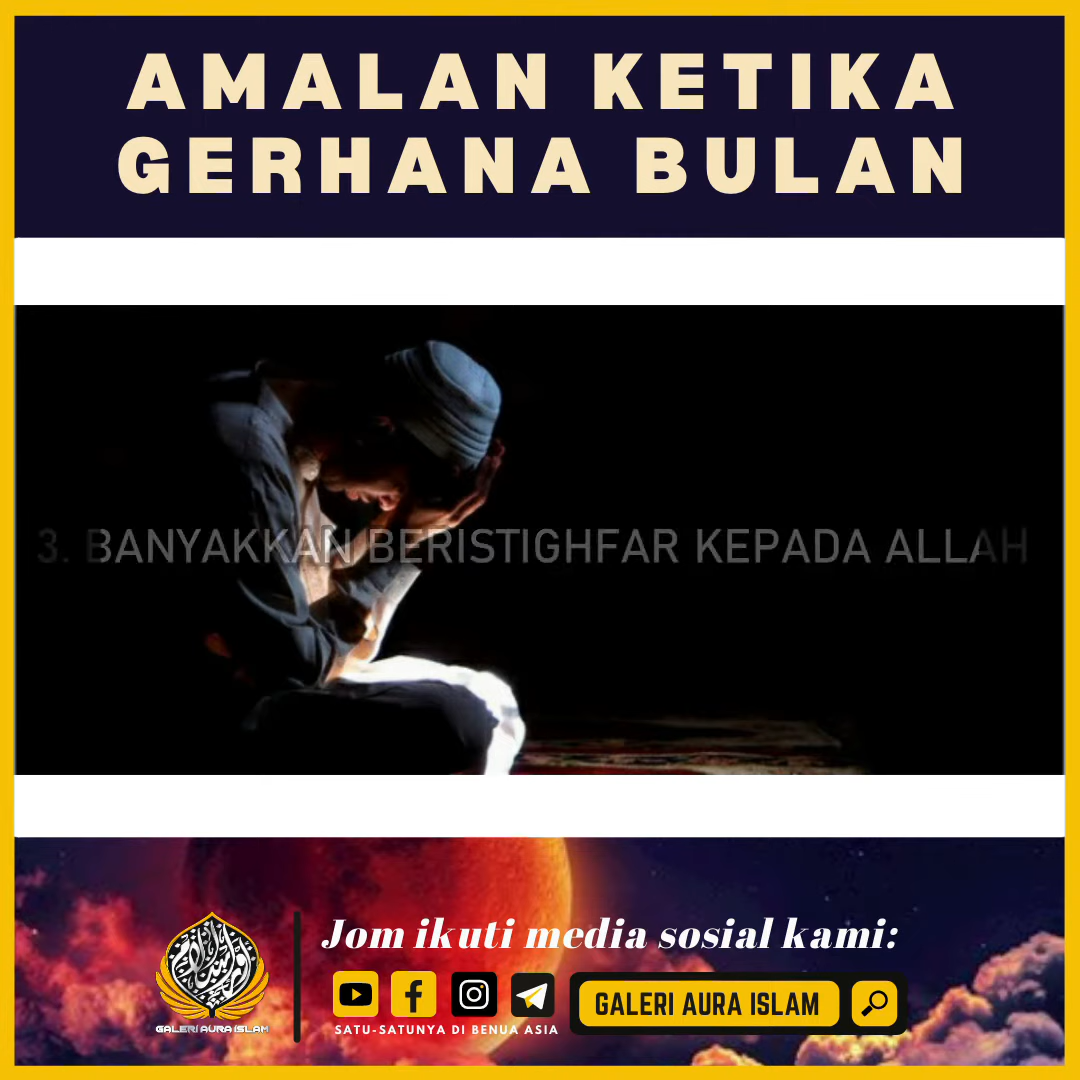 AMALAN KETIKA
GERHANA BULAN
3. BANYAKKAN BERISTIGHFAR KEPADA ALLAH
Jom ikuti media sosial kami:
GALERI AURA ISLAM
GALERI AURA ISLAM
SATU-SATUNYA DI BENUA ASIA